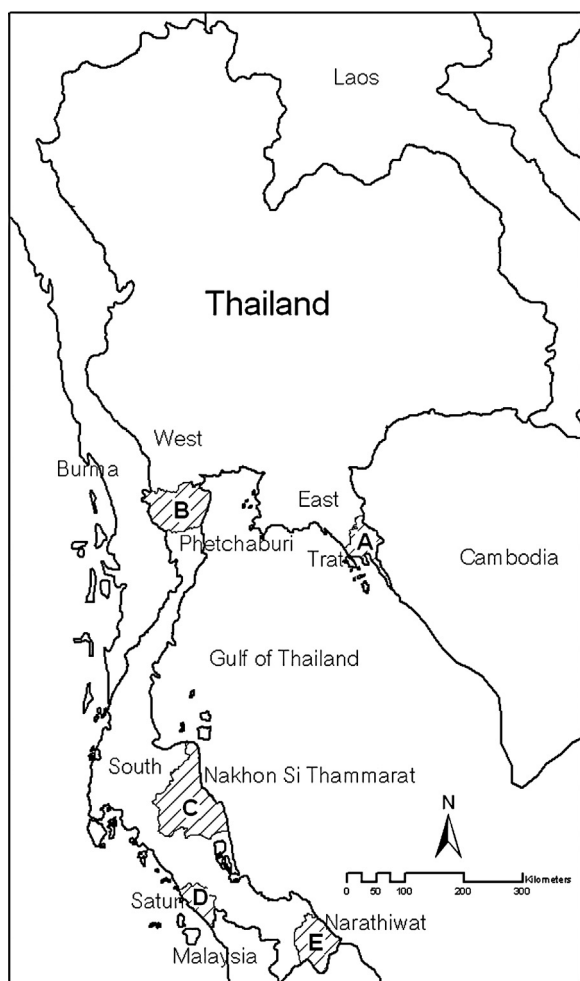 Laos
Thailand
West
Burma
B
East
Phetchaburi
A
Trat
Cambodia
Gulf of Thailand
South
Nakhon Si Thammarat
C
N
0 25 50 100 200 300
Kilometers
D
Satun
Narathiwat
E
Malaysia